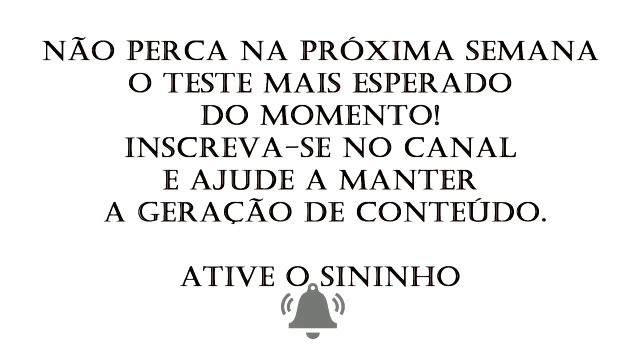 NÃO PERCA NA PRÓXIMA SEMANA
O TESTE MAIS ESPERADO
DO MOMENTO!
INSCREVA-SE NO CANAL
E AJUDE A MANTER
A GERAÇÃO DE CONTEÚDO.
ATIVE O SININHO